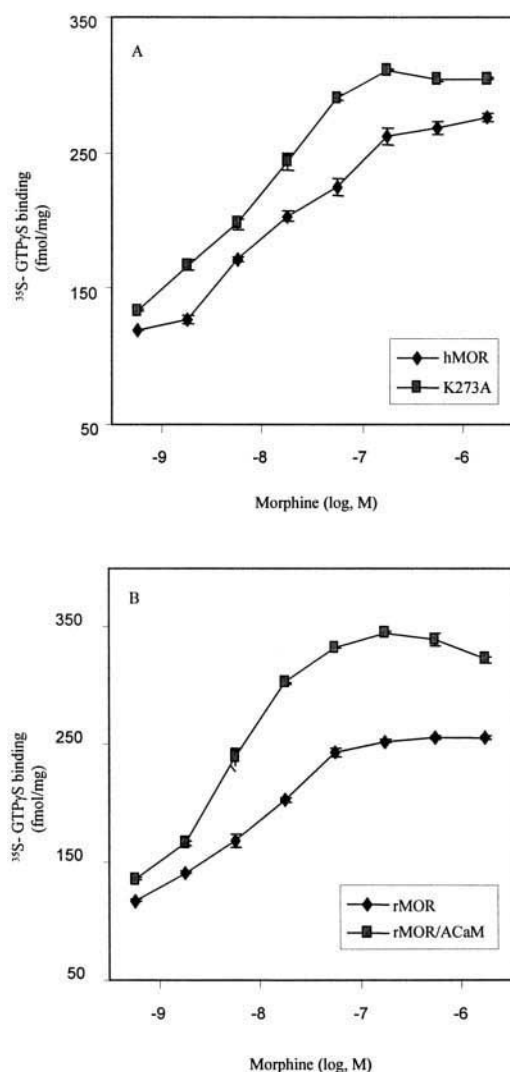 A
350
250
150
50
³⁵S- GTPγS binding
(fmol/mg)
hMOR
K273A
-9 -8 -7 -6
Morphine (log, M)
B
350
250
150
50
³⁵S- GTPγS binding
(fmol/mg)
rMOR
rMOR/ACaM
-9 -8 -7 -6
Morphine (log, M)